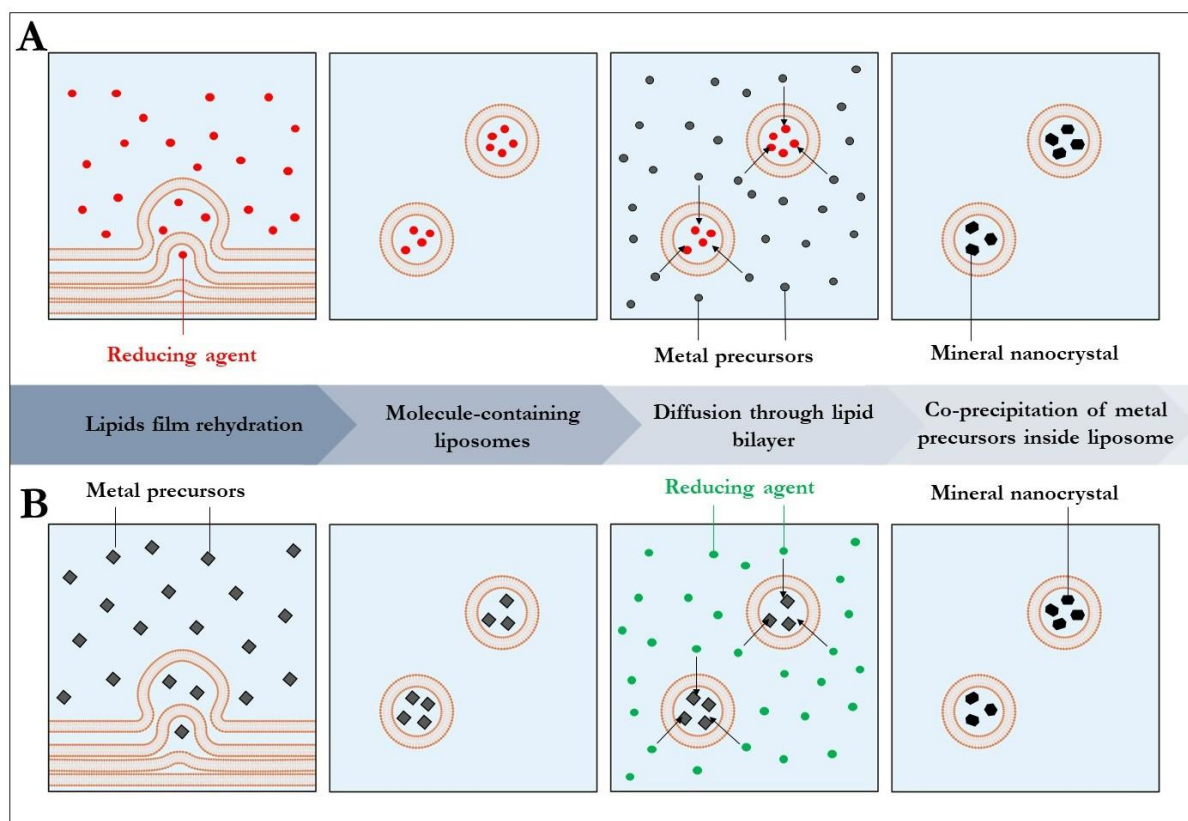 A
Reducing agent
Metal precursors
Mineral nanocrystal
Lipids film rehydration
Molecule-containing
liposomes
Diffusion through lipid
bilayer
Co-precipitation of metal
precursors inside liposome
B
Metal precursors
Reducing agent
Mineral nanocrystal